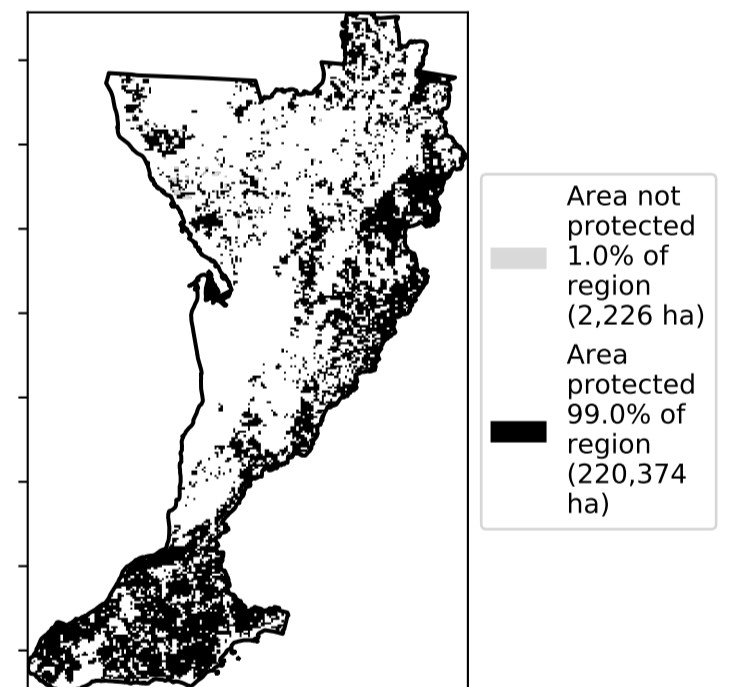 Area not
protected
1.0% of
region
(2,226 ha)
Area
protected
99.0% of
region
(220,374
ha)